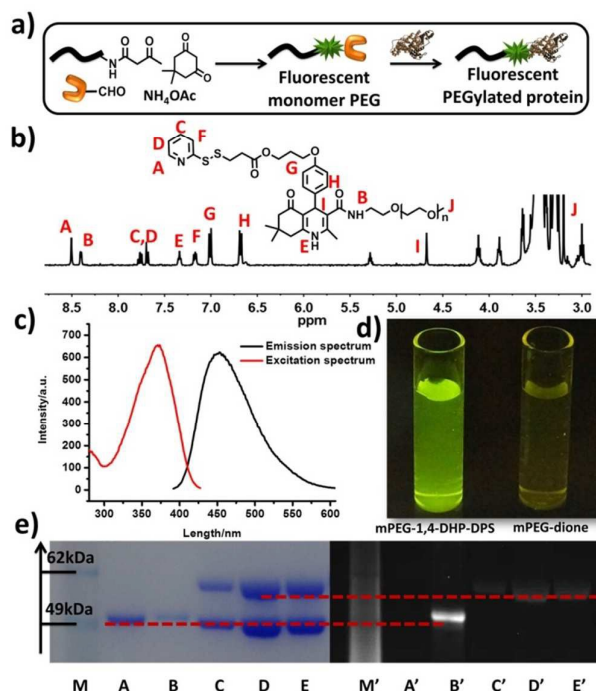 a)
O O O O
N
H
CHO
NH₄OAc
Fluorescent
monomer PEG
Fluorescent
PEGylated protein
b)
C
D F
A N S-S O O O
G
H
O I O B
N H O O n J
E N
H
A B C,D E F G H I J
8.5 8.0 7.5 7.0 6.5 6.0 5.5 5.0 4.5 4.0 3.5 3.0
ppm
c)
700
600
500
400
300
200
100
0
Intensity/a.u.
Emission spectrum
Excitation spectrum
300 350 400 450 500 550 600
Length/nm
d)
mPEG-1,4-DHP-DPS mPEG-dione
e)
62kDa
49kDa
M A B C D E M' A' B' C' D' E'